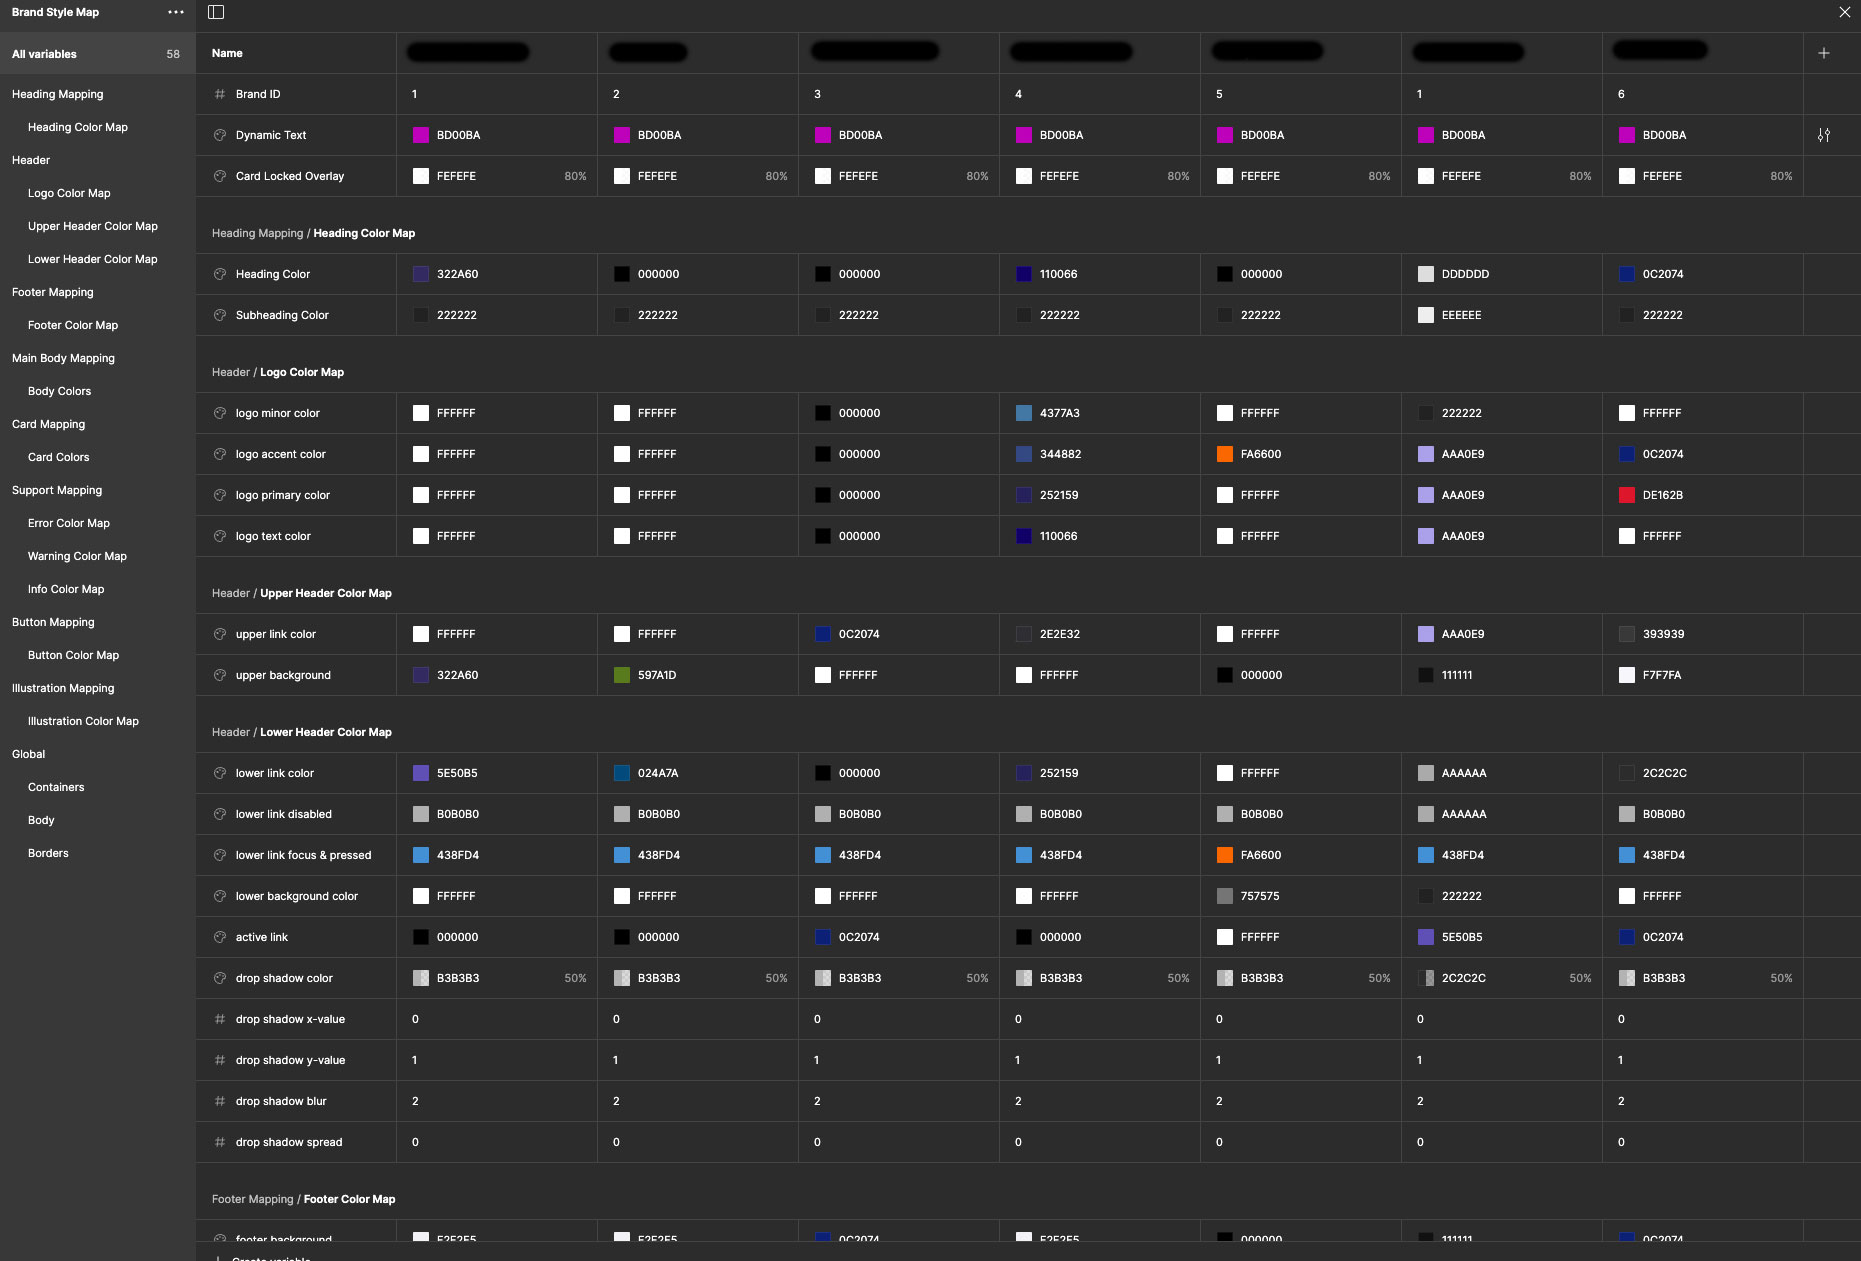 Brand Style Map
All variables 58
Heading Mapping
Heading Color Map
Header
Logo Color Map
Upper Header Color Map
Lower Header Color Map
Footer Mapping
Footer Color Map
Main Body Mapping
Body Colors
Card Mapping
Card Colors
Support Mapping
Error Color Map
Warning Color Map
Info Color Map
Button Mapping
Button Color Map
Illustration Mapping
Illustration Color Map
Global
Containers
Body
Borders
Name
Brand ID 1 2 3 4 5 1 6
Dynamic Text BD00BA BD00BA BD00BA BD00BA BD00BA BD00BA BD00BA
Card Locked Overlay FEFEFE 80% FEFEFE 80% FEFEFE 80% FEFEFE 80% FEFEFE 80% FEFEFE 80% FEFEFE 80%
Heading Mapping / Heading Color Map
Heading Color 322A60 000000 000000 110066 000000 DDDDDD 0C2074
Subheading Color 222222 222222 222222 222222 222222 EEEEEE 222222
Header / Logo Color Map
logo minor color FFFFFF FFFFFF 000000 4377A3 FFFFFF 222222 FFFFFF
logo accent color FFFFFF FFFFFF 000000 344882 FA6600 AAA0E9 0C2074
logo primary color FFFFFF FFFFFF 000000 252159 FFFFFF AAA0E9 DE162B
logo text color FFFFFF FFFFFF 000000 110066 FFFFFF AAA0E9 FFFFFF
Header / Upper Header Color Map
upper link color FFFFFF FFFFFF 0C2074 2E2E32 FFFFFF AAA0E9 393939
upper background 322A60 597A1D FFFFFF FFFFFF 000000 111111 F7F7FA
Header / Lower Header Color Map
lower link color 5E50B5 024A7A 000000 252159 FFFFFF AAAAAA 2C2C2C
lower link disabled B0B0B0 B0B0B0 B0B0B0 B0B0B0 B0B0B0 AAAAAA B0B0B0
lower link focus & pressed 438FD4 438FD4 438FD4 438FD4 FA6600 438FD4 438FD4
lower background color FFFFFF FFFFFF FFFFFF FFFFFF 757575 222222 FFFFFF
active link 000000 000000 0C2074 000000 FFFFFF 5E50B5 0C2074
drop shadow color B3B3B3 50% B3B3B3 50% B3B3B3 50% B3B3B3 50% B3B3B3 50% 2C2C2C 50% B3B3B3 50%
drop shadow x-value 0 0 0 0 0 0 0
drop shadow y-value 1 1 1 1 1 1 1
drop shadow blur 2 2 2 2 2 2 2
drop shadow spread 0 0 0 0 0 0 0
Footer Mapping / Footer Color Map
footer background F2F2F5 F2F2F5 0C2074 F2F2F5 000000 111111 0C2074
Create variable